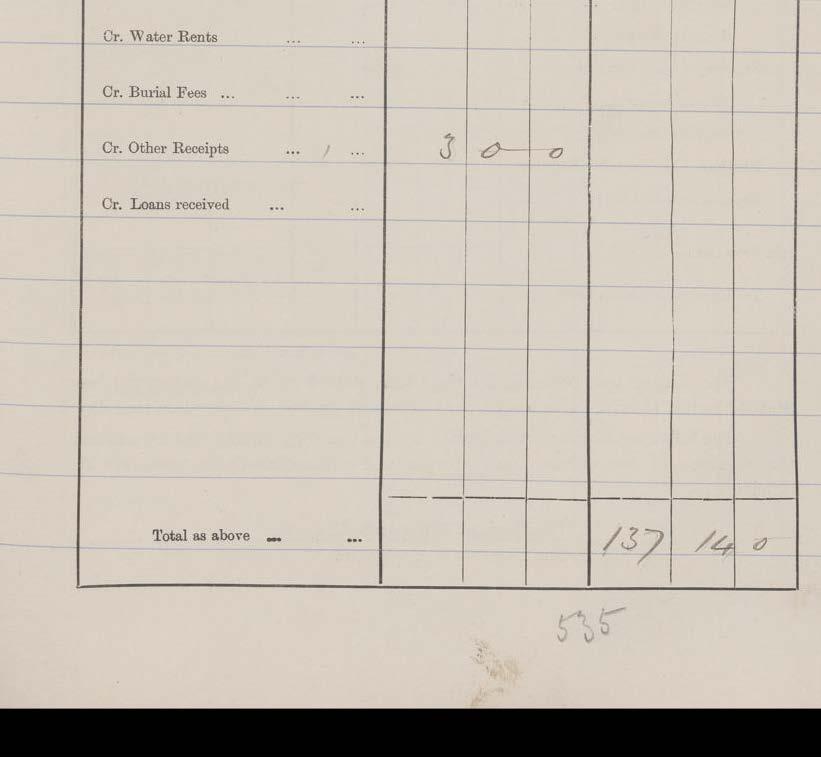 Cr. Water Rents ... ...
Cr. Burial Fees ... ... ...
Cr. Other Receipts ... ... 3 0 0
Cr. Loans received ... ...
Total as above ... ... 137 14 0
535